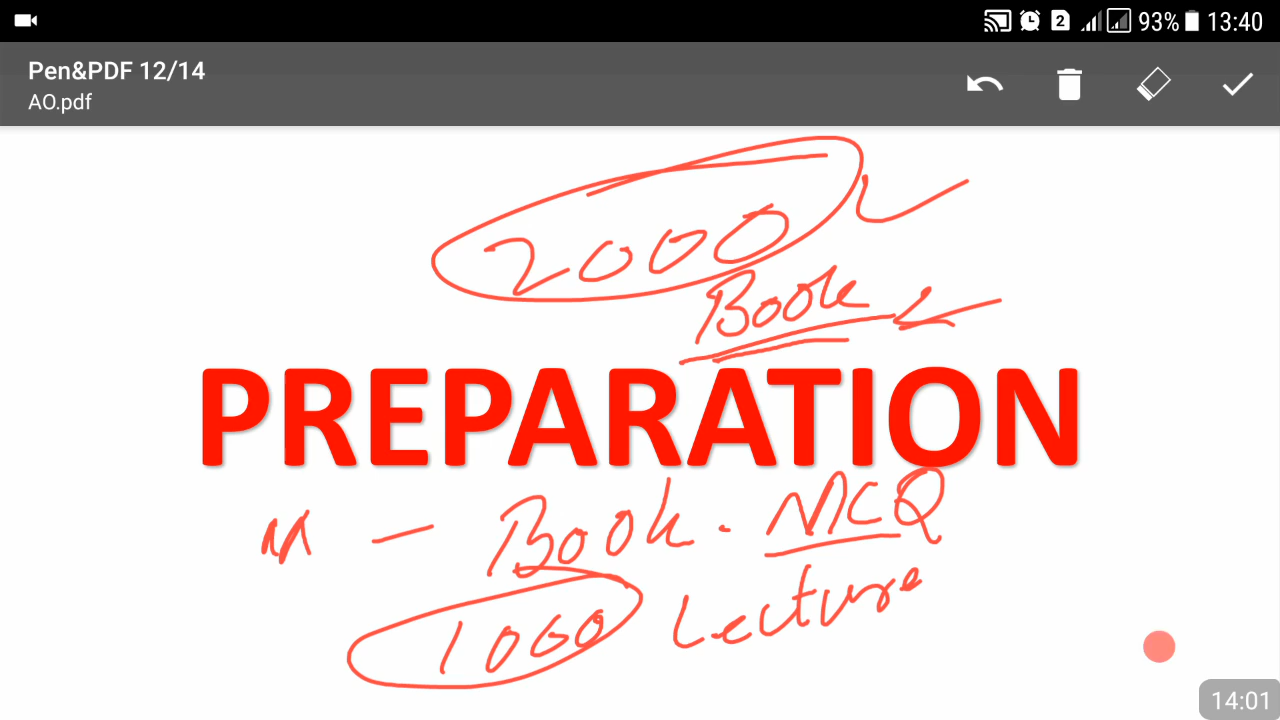 93% 13:40
Pen&PDF 12/14
AO.pdf
2000
Book
PREPARATION
- Book. MCQ
1000 Lecture
14:01